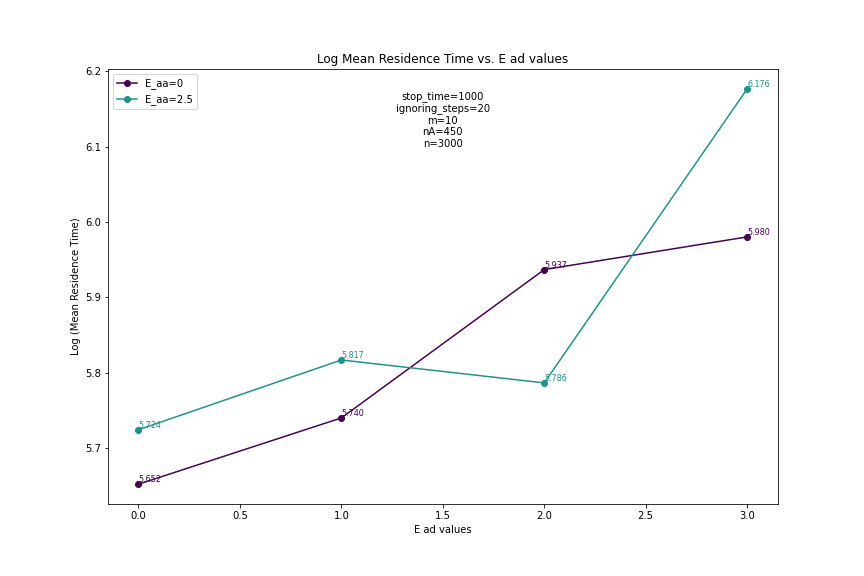 Log Mean Residence Time vs. E ad values
E_aa=0
E_aa=2.5
stop_time=1000
ignoring_steps=20
m=10
nA=450
n=3000
Log (Mean Residence Time)
6.2
6.1
6.0
5.9
5.8
5.7
6.176
5.980
5.937
5.817
5.786
5.740
5.724
5.652
0.0 0.5 1.0 1.5 2.0 2.5 3.0
E ad values